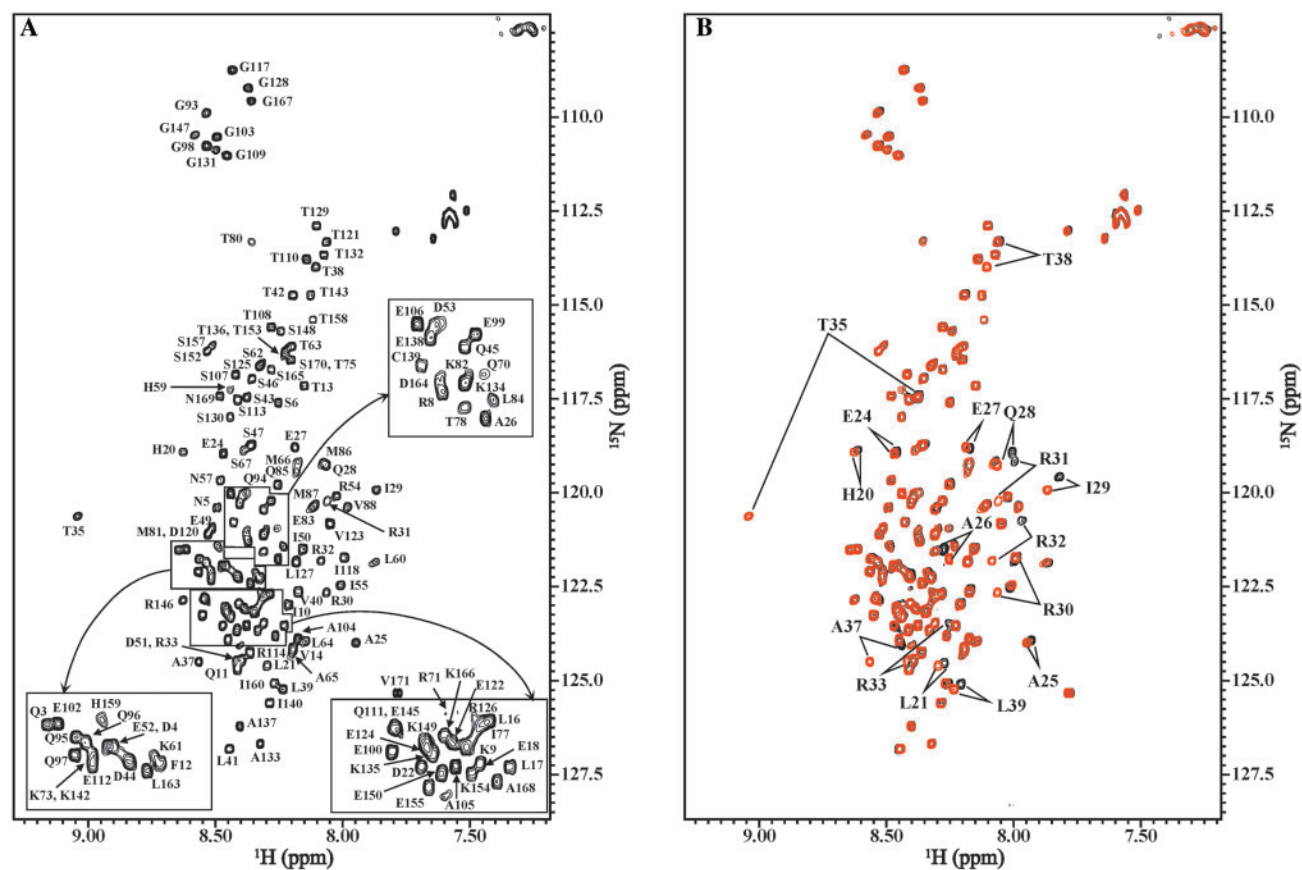 A
G117
G128
G167
G93
G147
G103
G98
G131
G109
T129
T80
T121
T132
T110
T38
T42
T143
T108
T158
T136, T153
S148
S157
S152
T63
S62
S125
S170, T75
S107
S46
S165
H59
T13
N169
S43
S113
S6
S130
S47
E27
H20
E24
M66
M86
S67
Q85
Q28
N57
Q94
R54
I29
M87
N5
V88
T35
E49
E83
V123
R31
M81, D120
I50
R32
L60
L127
I118
I55
R146
V40
R30
I10
A104
D51, R33
L64
A25
R114
V14
A37
Q11
L21
A65
I160
L39
I140
V171
A137
L41
A133
E106
D53
E99
E138
Q45
C139
K82
Q70
D164
K134
R8
L84
T78
A26
Q3
E102
H159
Q96
E52, D4
Q95
K61
Q97
F12
E112
D44
K73, K142
L163
R71
K166
E122
Q111, E145
R126
L16
K149
I77
E124
K9
E100
E18
K135
D22
L17
E150
K154
A168
E155
A105
110.0
112.5
115.0
117.5
120.0
122.5
125.0
127.5
¹⁵N (ppm)
9.00
8.50
8.00
7.50
¹H (ppm)
B
T38
T35
E24
E27
Q28
R31
H20
I29
A26
R32
R30
A37
R33
A25
L21
L39
110.0
112.5
115.0
117.5
120.0
122.5
125.0
127.5
¹⁵N (ppm)
9.00
8.50
8.00
7.50
¹H (ppm)